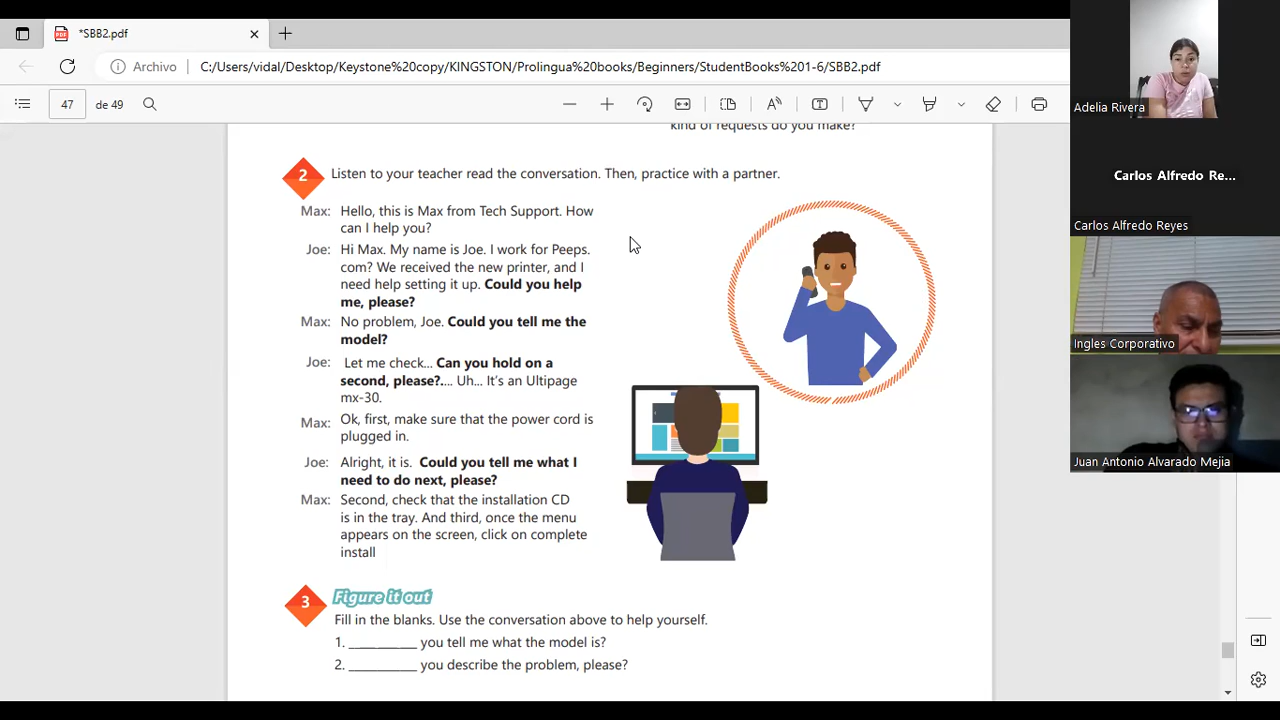 *SBB2.pdf
Archivo
C:/Users/vidal/Desktop/Keystone%20copy/KINGSTON/Prolingua%20books/Beginners/StudentBooks%201-6/SBB2.pdf
47 de 49
kind of requests do you make?
2 Listen to your teacher read the conversation. Then, practice with a partner.
Max: Hello, this is Max from Tech Support. How
can I help you?
Joe: Hi Max. My name is Joe. I work for Peeps.
com? We received the new printer, and I
need help setting it up. Could you help
me, please?
Max: No problem, Joe. Could you tell me the
model?
Joe: Let me check... Can you hold on a
second, please?.... Uh... It's an Ultipage
mx-30.
Max: Ok, first, make sure that the power cord is
plugged in.
Joe: Alright, it is. Could you tell me what I
need to do next, please?
Max: Second, check that the installation CD
is in the tray. And third, once the menu
appears on the screen, click on complete
install
3 Figure it out
Fill in the blanks. Use the conversation above to help yourself.
1. ___________ you tell me what the model is?
2. ___________ you describe the problem, please?
Adelia Rivera
Carlos Alfredo Re...
Carlos Alfredo Reyes
Ingles Corporativo
Juan Antonio Alvarado Mejia